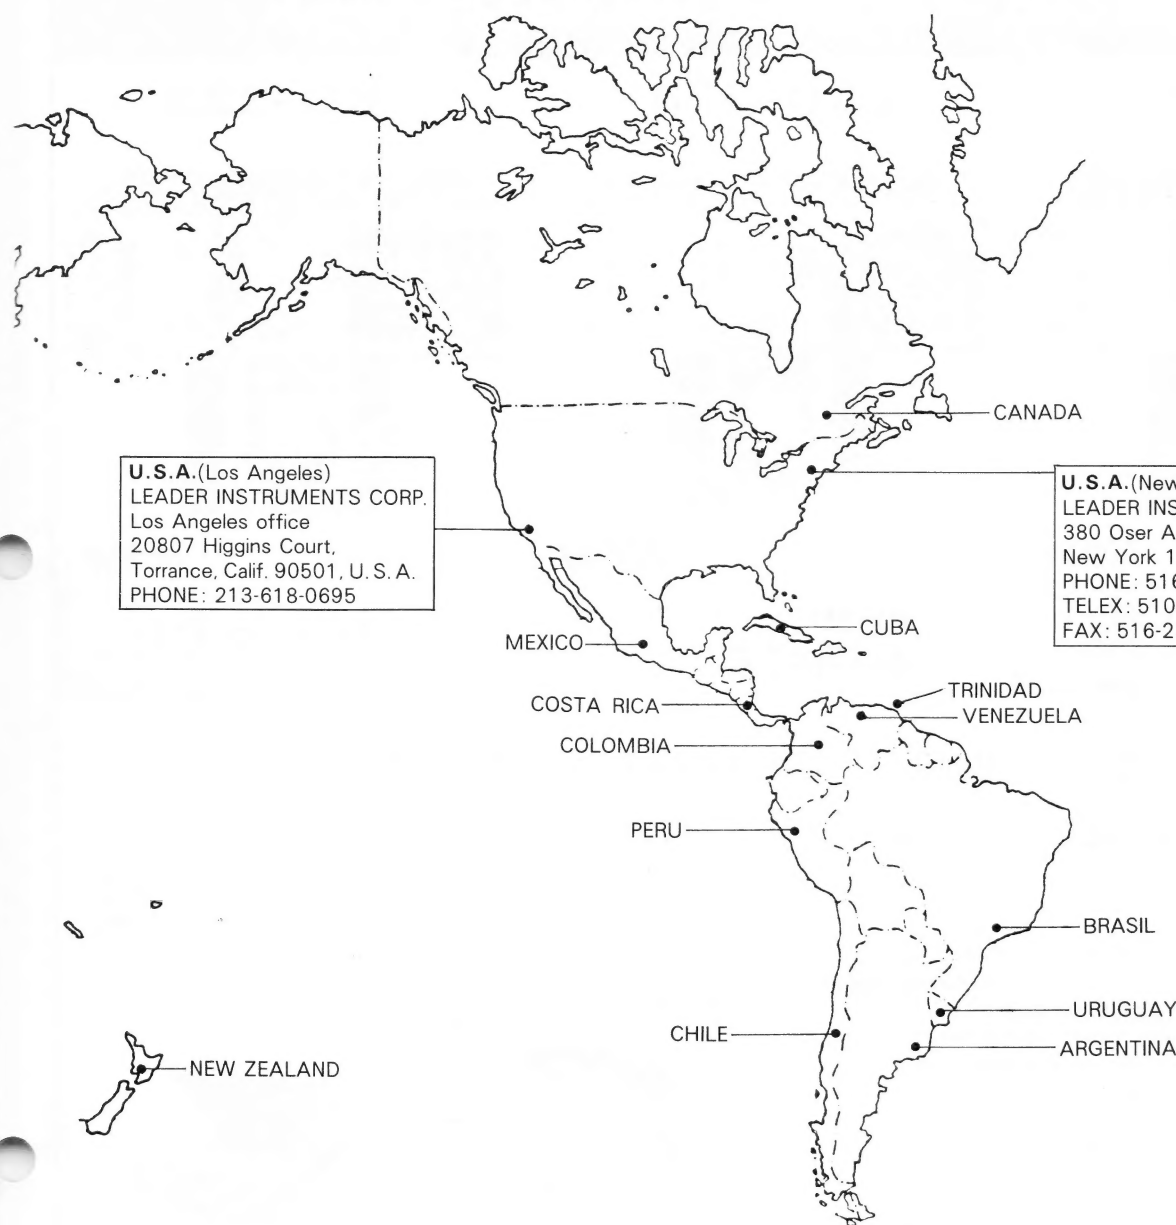 CANADA
U.S.A.(Los Angeles)
LEADER INSTRUMENTS CORP.
Los Angeles office
20807 Higgins Court,
Torrance, Calif. 90501, U.S.A.
PHONE: 213-618-0695
U.S.A.(New
LEADER INS
380 Oser A
New York 1
PHONE: 516
TELEX: 510
FAX: 516-2
CUBA
MEXICO
TRINIDAD
COSTA RICA
VENEZUELA
COLOMBIA
PERU
BRASIL
URUGUAY
CHILE
ARGENTINA
NEW ZEALAND